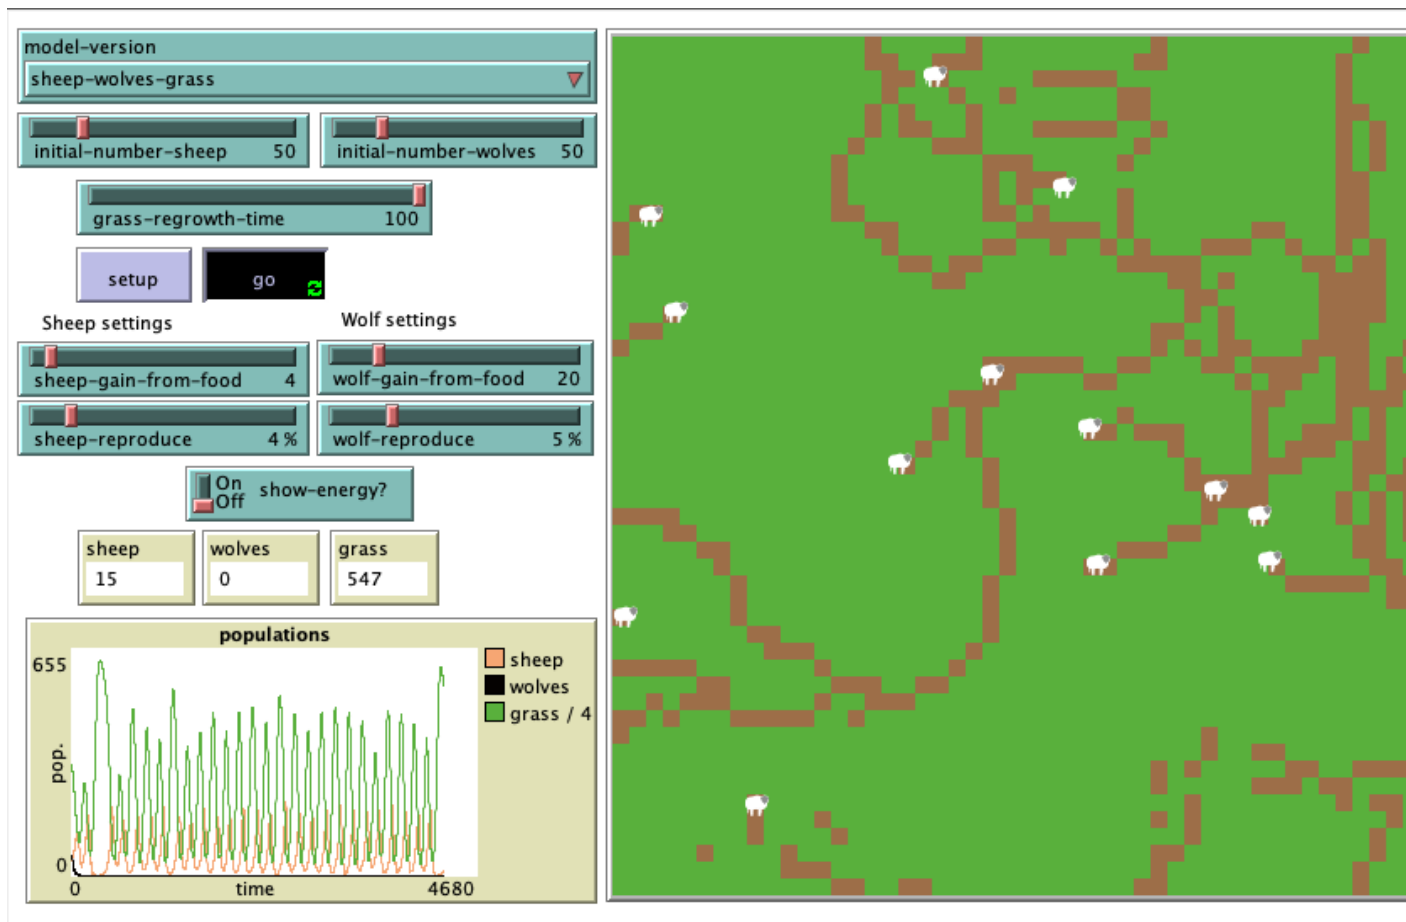 model-version
sheep-wolves-grass
initial-number-sheep 50
initial-number-wolves 50
grass-regrowth-time 100
setup
go
Sheep settings
Wolf settings
sheep-gain-from-food 4
wolf-gain-from-food 20
sheep-reproduce 4 %
wolf-reproduce 5 %
On
Off
show-energy?
sheep
15
wolves
0
grass
547
populations
655
pop.
0
0
time
4680
sheep
wolves
grass / 4